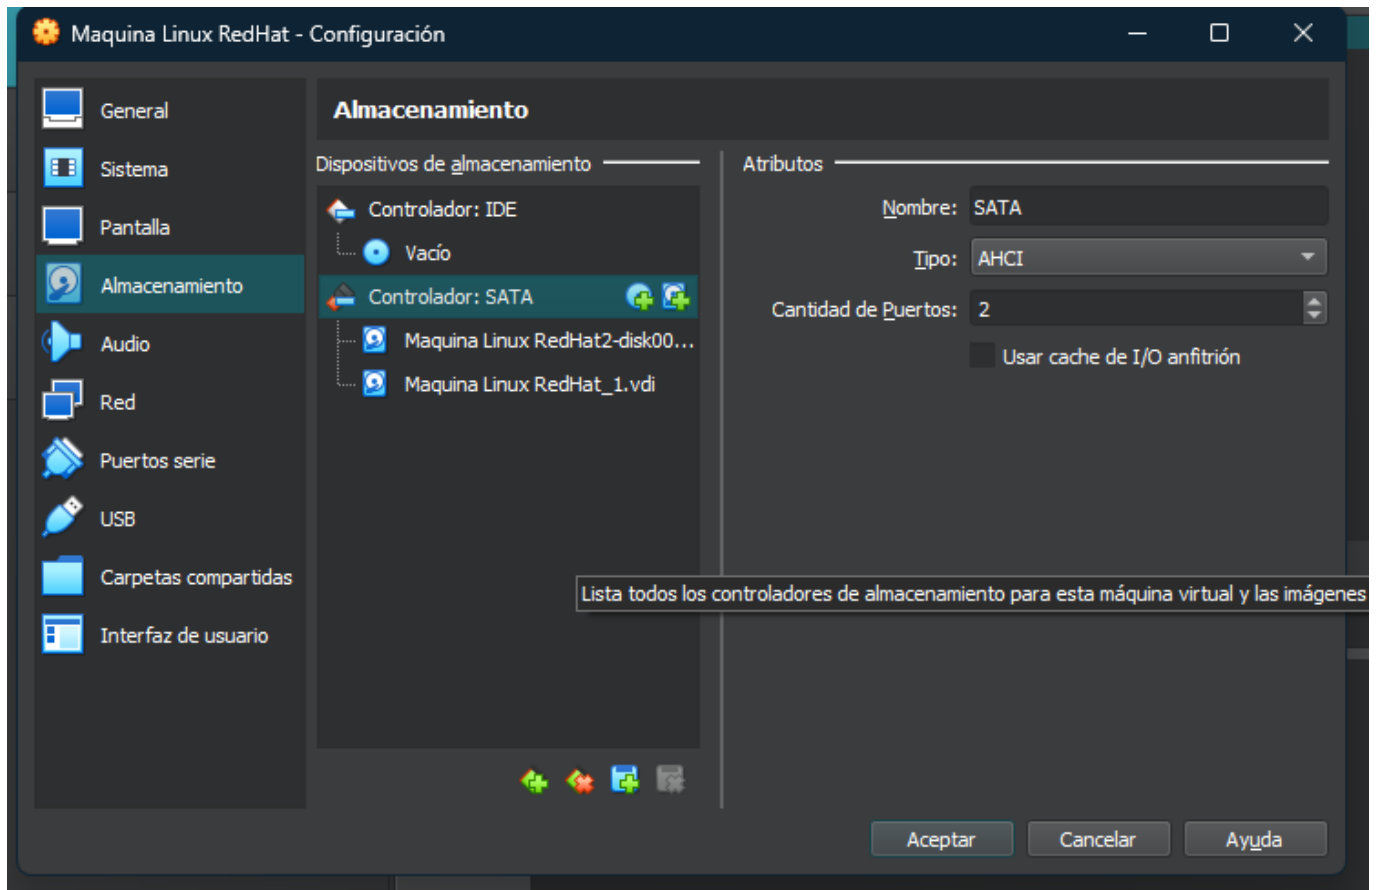 Maquina Linux RedHat - Configuración
General
Sistema
Pantalla
Almacenamiento
Audio
Red
Puertos serie
USB
Carpetas compartidas
Interfaz de usuario
Almacenamiento
Dispositivos de almacenamiento
Controlador: IDE
Vacío
Controlador: SATA
Maquina Linux RedHat2-disk00...
Maquina Linux RedHat_1.vdi
Atributos
Nombre: SATA
Tipo: AHCI
Cantidad de Puertos: 2
Usar cache de I/O anfitrión
Lista todos los controladores de almacenamiento para esta máquina virtual y las imágenes
Aceptar Cancelar Ayuda